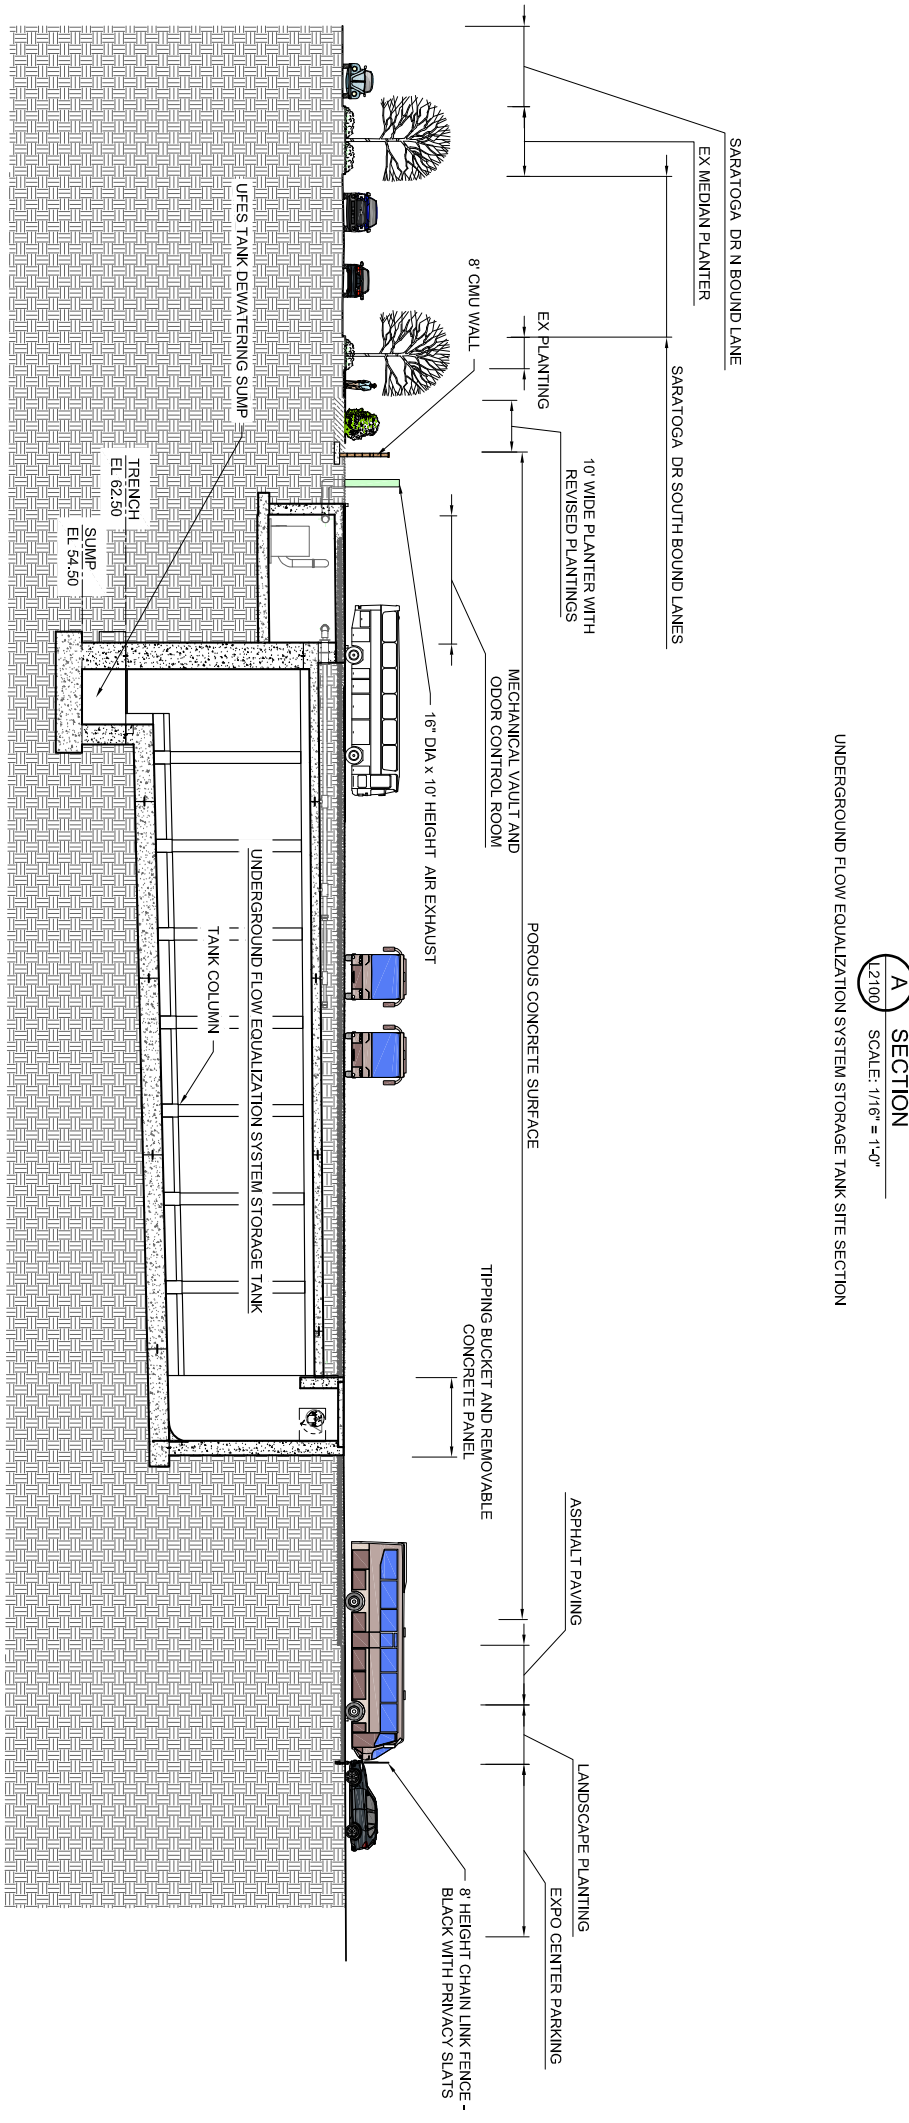 SARATOGA DR N BOUND LANE
EX MEDIAN PLANTER
SARATOGA DR SOUTH BOUND LANES
EX PLANTING
10' WIDE PLANTER WITH
REVISED PLANTINGS
8' CMU WALL
MECHANICAL VAULT AND
ODOR CONTROL ROOM
16" DIA x 10' HEIGHT AIR EXHAUST
POROUS CONCRETE SURFACE
TIPPING BUCKET AND REMOVABLE
CONCRETE PANEL
ASPHALT PAVING
LANDSCAPE PLANTING
EXPO CENTER PARKING
8' HEIGHT CHAIN LINK FENCE -
BLACK WITH PRIVACY SLATS
UFES TANK DEWATERING SUMP
TRENCH
EL 62.50
SUMP
EL 54.50
UNDERGROUND FLOW EQUALIZATION SYSTEM STORAGE TANK
TANK COLUMN
A
L2100
SECTION
SCALE: 1/16" = 1'-0"
UNDERGROUND FLOW EQUALIZATION SYSTEM STORAGE TANK SITE SECTION